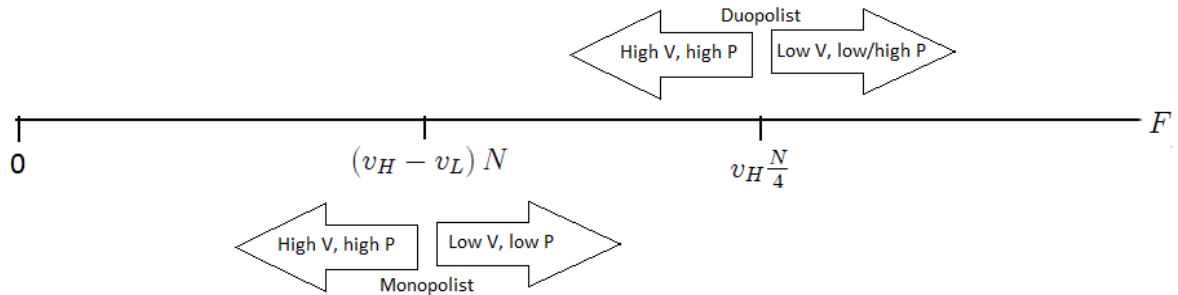 Duopolist
High V, high P
Low V, low/high P
F
0
(v_H − v_L) N
v_H N/4
High V, high P
Low V, low P
Monopolist